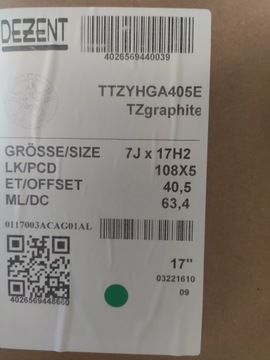 DEZENT
4026569440039
TTZYHGA405E
TZgraphite
GRÖSSE/SIZE 7J x 17H2
LK/PCD 108X5
ET/OFFSET 40,5
ML/DC 63,4
0117003ACAG01AL
17"
03221610
09
4026569448660